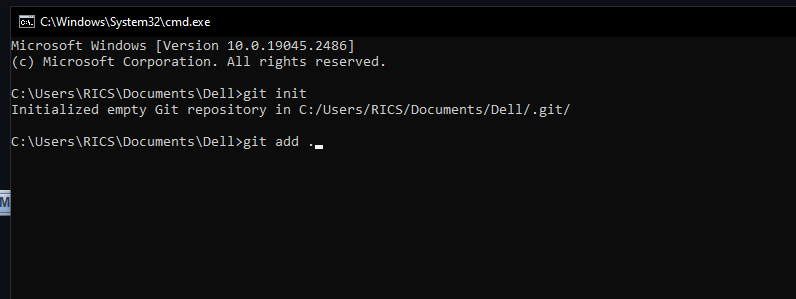 C:\Windows\System32\cmd.exe
Microsoft Windows [Version 10.0.19045.2486]
(c) Microsoft Corporation. All rights reserved.
C:\Users\RICS\Documents\Dell>git init
Initialized empty Git repository in C:/Users/RICS/Documents/Dell/.git/
C:\Users\RICS\Documents\Dell>git add .
M